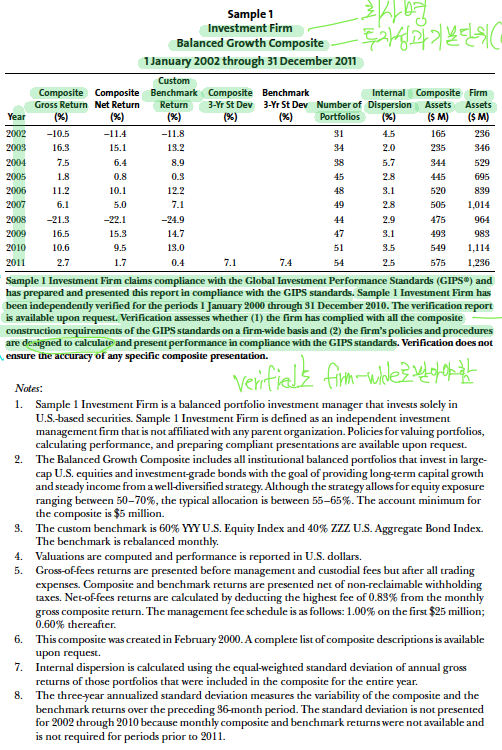 Sample 1
Investment Firm
Balanced Growth Composite
1 January 2002 through 31 December 2011
회사명
Year Composite Gross Return (%) Composite Net Return (%) Custom Benchmark Return (%) Composite 3-Yr St Dev (%) Benchmark 3-Yr St Dev (%) Number of Portfolios Internal Dispersion (%) Composite Assets ($ M) Firm Assets ($ M)
2002 –10.5 –11.4 –11.8 31 4.5 165 236
2003 16.3 15.1 13.2 34 2.0 235 346
2004 7.5 6.4 8.9 38 5.7 344 529
2005 1.8 0.8 0.3 45 2.8 445 695
2006 11.2 10.1 12.2 48 3.1 520 839
2007 6.1 5.0 7.1 49 2.8 505 1,014
2008 –21.3 –22.1 –24.9 44 2.9 475 964
2009 16.5 15.3 14.7 47 3.1 493 983
2010 10.6 9.5 13.0 51 3.5 549 1,114
2011 2.7 1.7 0.4 7.1 7.4 54 2.5 575 1,236
Sample 1 Investment Firm claims compliance with the Global Investment Performance Standards (GIPS®) and
has prepared and presented this report in compliance with the GIPS standards. Sample 1 Investment Firm has
been independently verified for the periods 1 January 2000 through 31 December 2010. The verification report
is available upon request. Verification assesses whether (1) the firm has complied with all the composite
construction requirements of the GIPS standards on a firm-wide basis and (2) the firm's policies and procedures
are designed to calculate and present performance in compliance with the GIPS standards. Verification does not
ensure the accuracy of any specific composite presentation.
firm-wide로 받아야함
Notes:
1. Sample 1 Investment Firm is a balanced portfolio investment manager that invests solely in
U.S.-based securities. Sample 1 Investment Firm is defined as an independent investment
management firm that is not affiliated with any parent organization. Policies for valuing portfolios,
calculating performance, and preparing compliant presentations are available upon request.
2. The Balanced Growth Composite includes all institutional balanced portfolios that invest in large-
cap U.S. equities and investment-grade bonds with the goal of providing long-term capital growth
and steady income from a well-diversified strategy. Although the strategy allows for equity exposure
ranging between 50–70%, the typical allocation is between 55–65%. The account minimum for
the composite is $5 million.
3. The custom benchmark is 60% YYY U.S. Equity Index and 40% ZZZ U.S. Aggregate Bond Index.
The benchmark is rebalanced monthly.
4. Valuations are computed and performance is reported in U.S. dollars.
5. Gross-of-fees returns are presented before management and custodial fees but after all trading
expenses. Composite and benchmark returns are presented net of non-reclaimable withholding
taxes. Net-of-fees returns are calculated by deducting the highest fee of 0.83% from the monthly
gross composite return. The management fee schedule is as follows: 1.00% on the first $25 million;
0.60% thereafter.
6. This composite was created in February 2000. A complete list of composite descriptions is available
upon request.
7. Internal dispersion is calculated using the equal-weighted standard deviation of annual gross
returns of those portfolios that were included in the composite for the entire year.
8. The three-year annualized standard deviation measures the variability of the composite and the
benchmark returns over the preceding 36-month period. The standard deviation is not presented
for 2002 through 2010 because monthly composite and benchmark returns were not available and
is not required for periods prior to 2011.